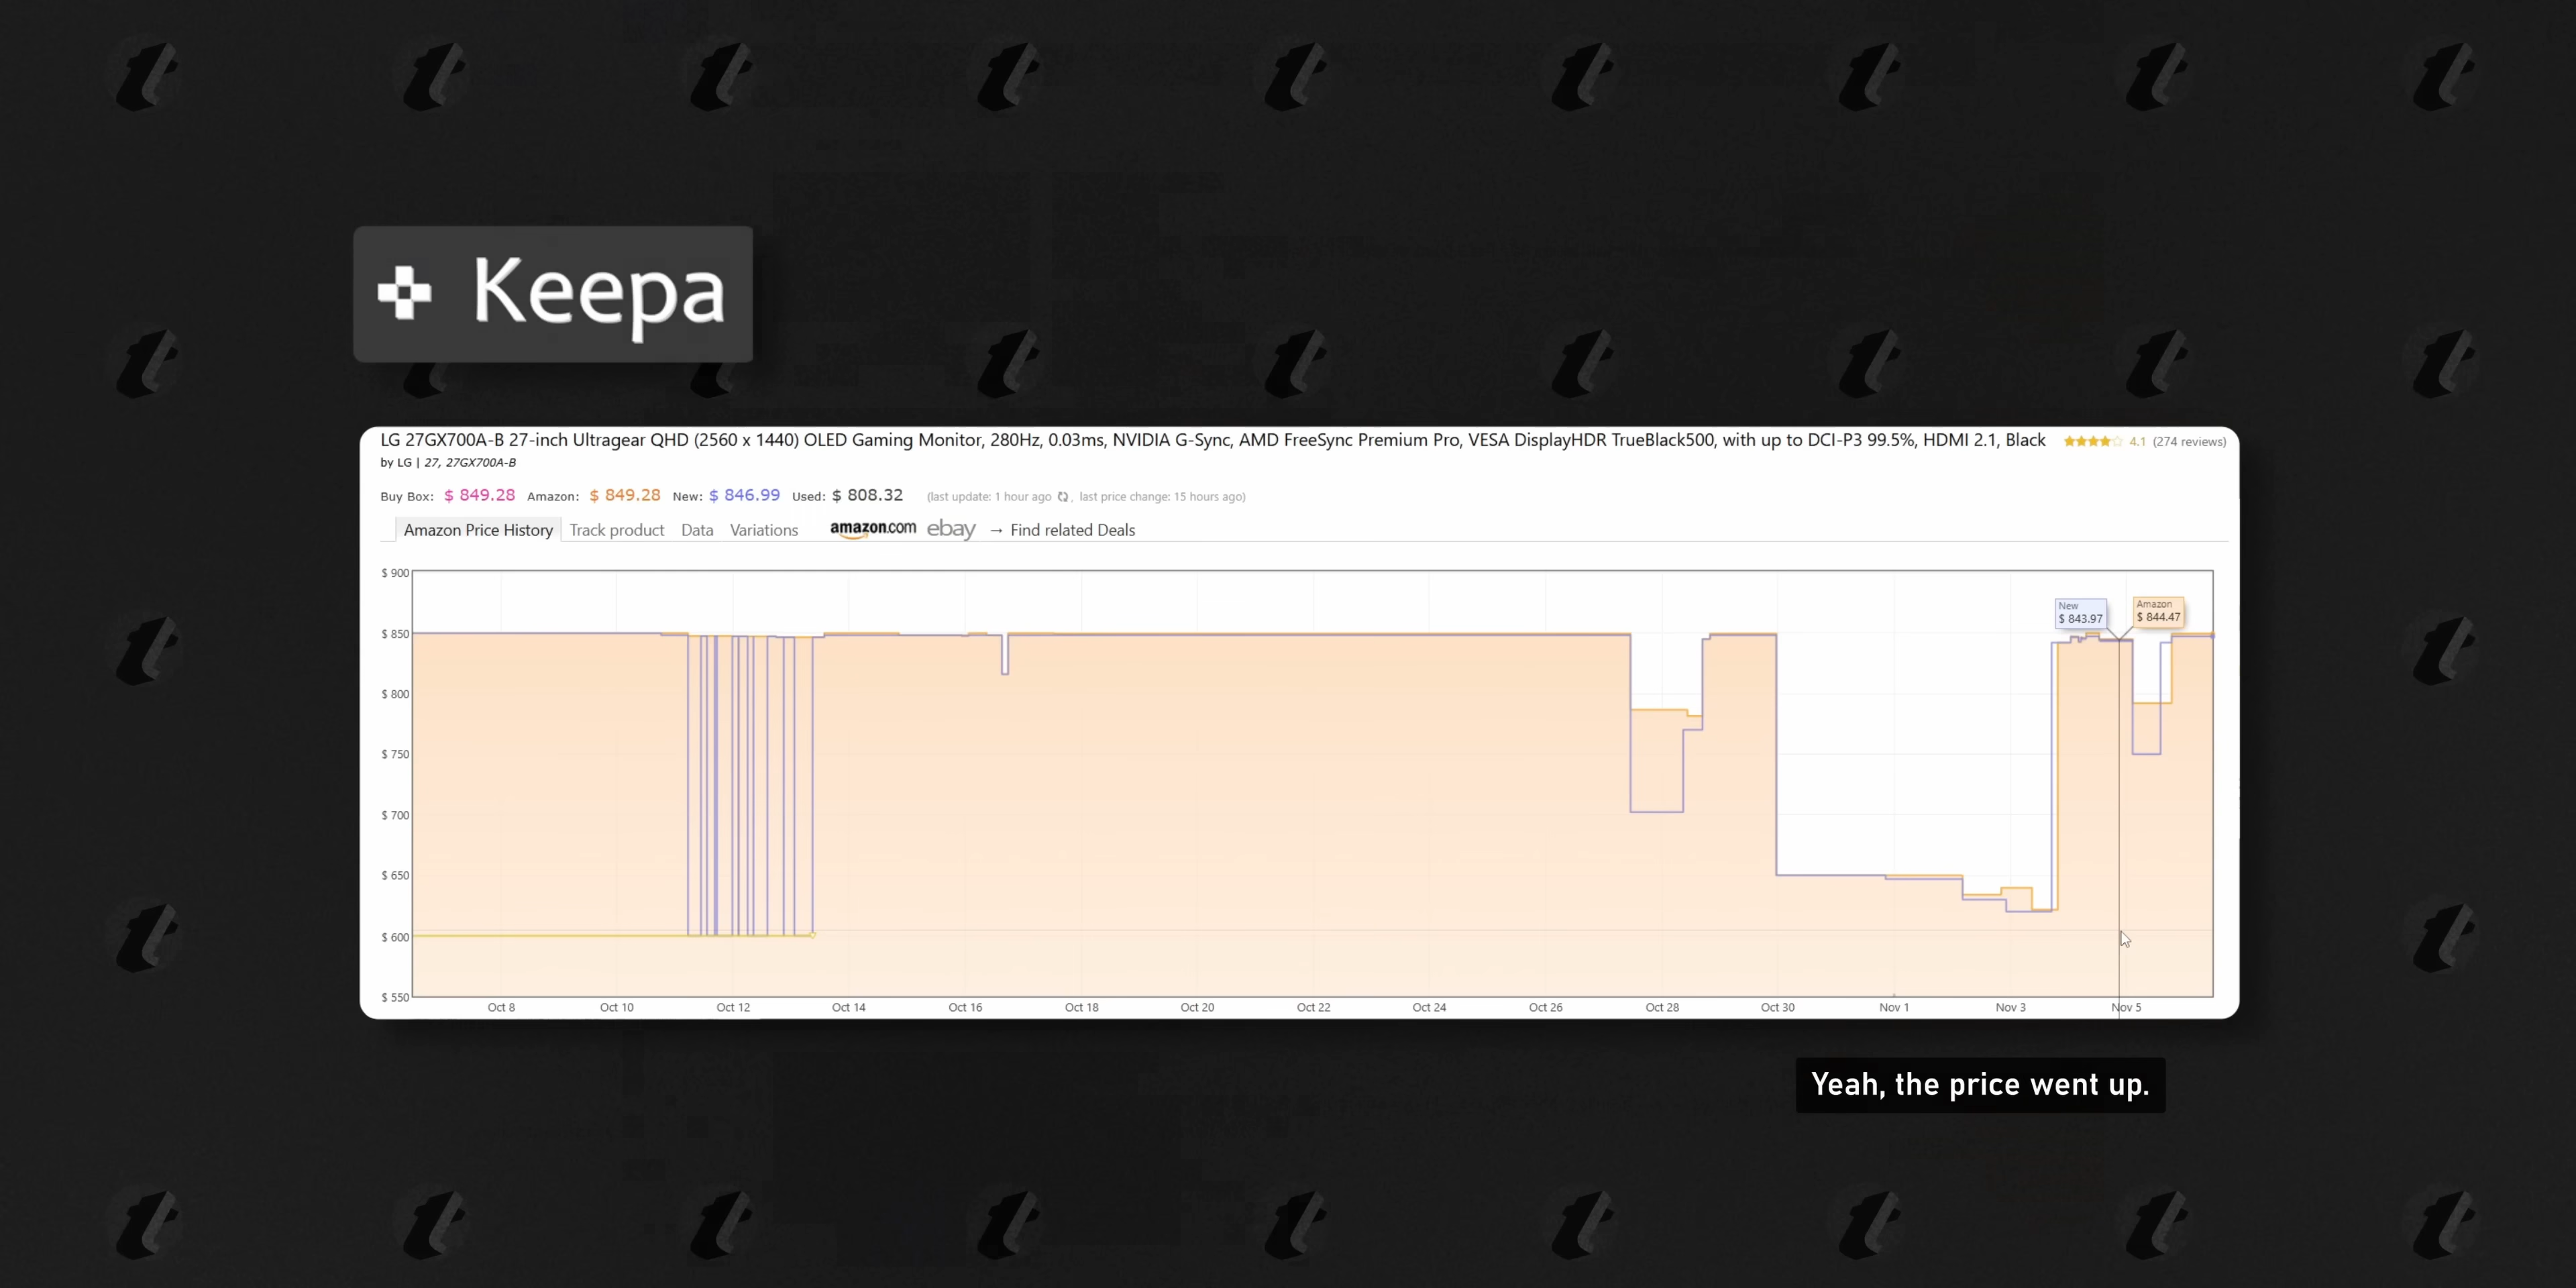 Keepa
LG 27GX700A-B 27-inch Ultragear QHD (2560 x 1440) OLED Gaming Monitor, 280Hz, 0.03ms, NVIDIA G-Sync, AMD FreeSync Premium Pro, VESA DisplayHDR TrueBlack500, with up to DCI-P3 99.5%, HDMI 2.1, Black 4.1 (274 reviews)
by LG | 27, 27GX700A-B
Buy Box: $ 849.28 Amazon: $ 849.28 New: $ 846.99 Used: $ 808.32 (last update: 1 hour ago , last price change: 15 hours ago)
Amazon Price History Track product Data Variations amazon.com ebay → Find related Deals
$ 900
New
$ 843.97
Amazon
$ 844.47
$ 850
$ 800
$ 750
$ 700
$ 650
$ 600
$ 550
Oct 8 Oct 10 Oct 12 Oct 14 Oct 16 Oct 18 Oct 20 Oct 22 Oct 24 Oct 26 Oct 28 Oct 30 Nov 1 Nov 3 Nov 5
Yeah, the price went up.